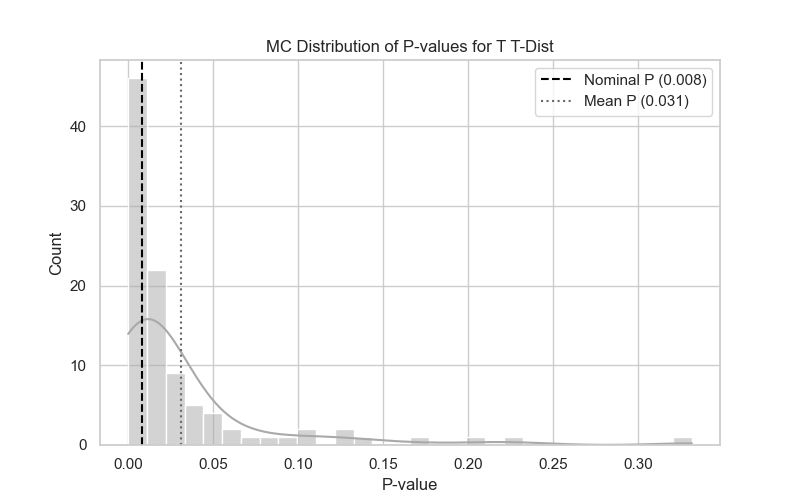 MC Distribution of P-values for T T-Dist
Nominal P (0.008)
Mean P (0.031)
Count
40
30
20
10
0
0.00 0.05 0.10 0.15 0.20 0.25 0.30
P-value